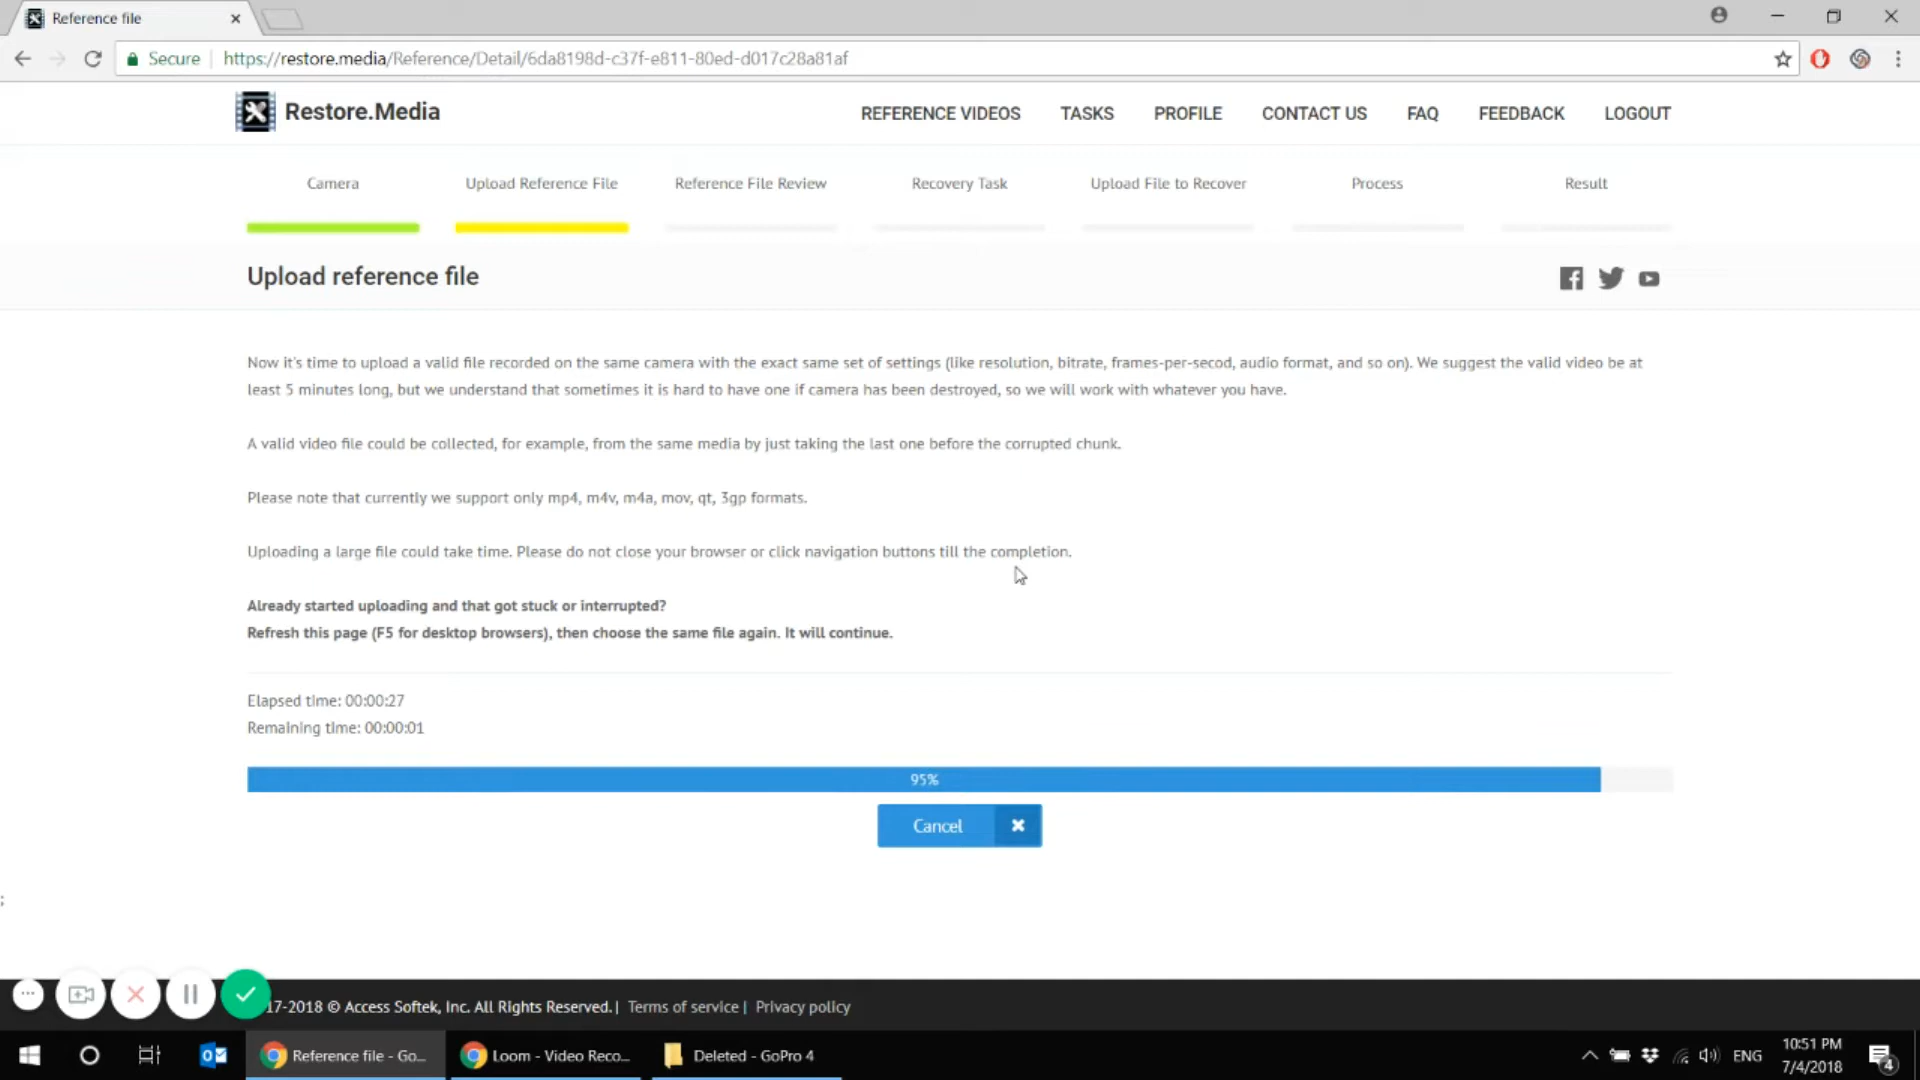 Reference file
Secure
https://restore.media/Reference/Detail/6da8198d-c37f-e811-80ed-d017c28a81af
Restore.Media
REFERENCE VIDEOS TASKS PROFILE CONTACT US FAQ FEEDBACK LOGOUT
Camera Upload Reference File Reference File Review Recovery Task Upload File to Recover Process Result
Upload reference file
Now it's time to upload a valid file recorded on the same camera with the exact same set of settings (like resolution, bitrate, frames-per-secod, audio format, and so on). We suggest the valid video be at
least 5 minutes long, but we understand that sometimes it is hard to have one if camera has been destroyed, so we will work with whatever you have.
A valid video file could be collected, for example, from the same media by just taking the last one before the corrupted chunk.
Please note that currently we support only mp4, m4v, m4a, mov, qt, 3gp formats.
Uploading a large file could take time. Please do not close your browser or click navigation buttons till the completion.
Already started uploading and that got stuck or interrupted?
Refresh this page (F5 for desktop browsers), then choose the same file again. It will continue.
Elapsed time: 00:00:27
Remaining time: 00:00:01
95%
Cancel
;
17-2018 © Access Softek, Inc. All Rights Reserved. | Terms of service | Privacy policy
Reference file - Go... Loom - Video Reco... Deleted - GoPro 4
ENG
10:51 PM
7/4/2018
4